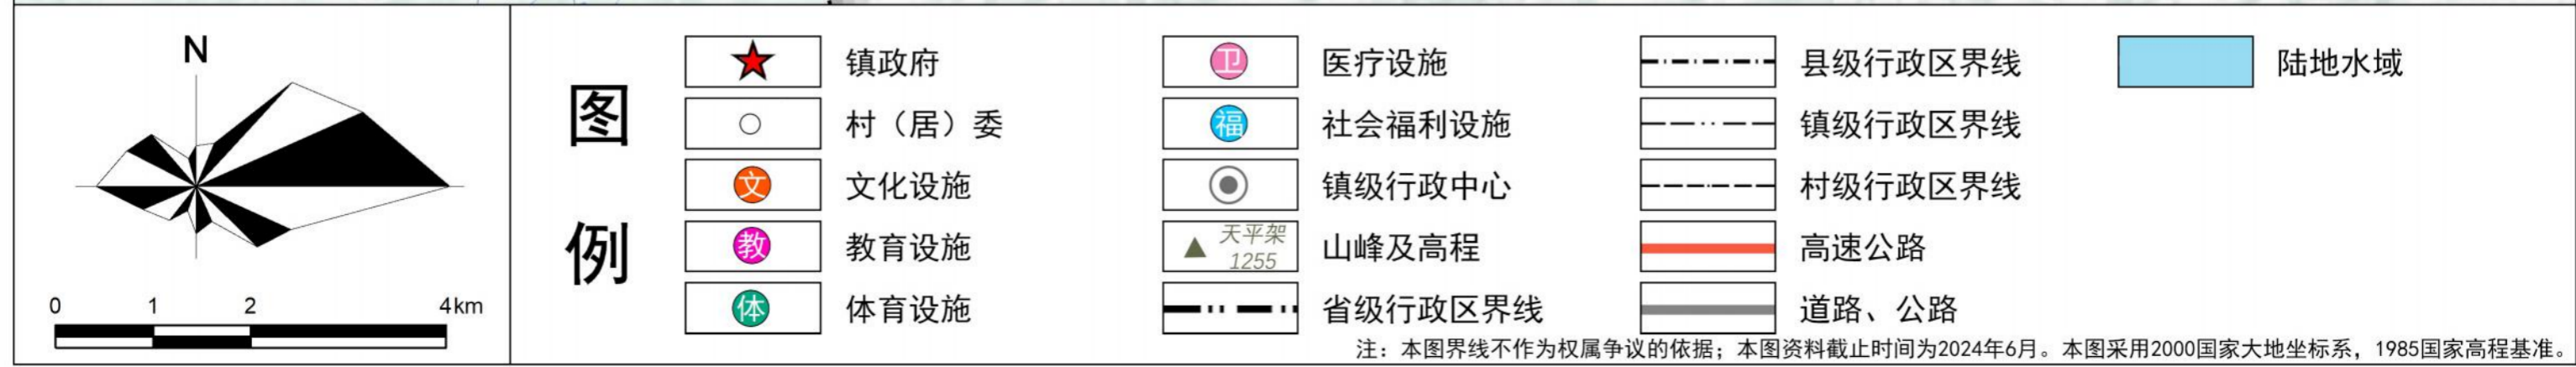 N
0 1 2 4km
图
例
镇政府
村（居）委
文 文化设施
教 教育设施
体 体育设施
卫 医疗设施
福 社会福利设施
镇级行政中心
天平架
1255
山峰及高程
省级行政区界线
县级行政区界线
镇级行政区界线
村级行政区界线
高速公路
道路、公路
陆地水域
注：本图界线不作为权属争议的依据；本图资料截止时间为2024年6月。本图采用2000国家大地坐标系，1985国家高程基准。